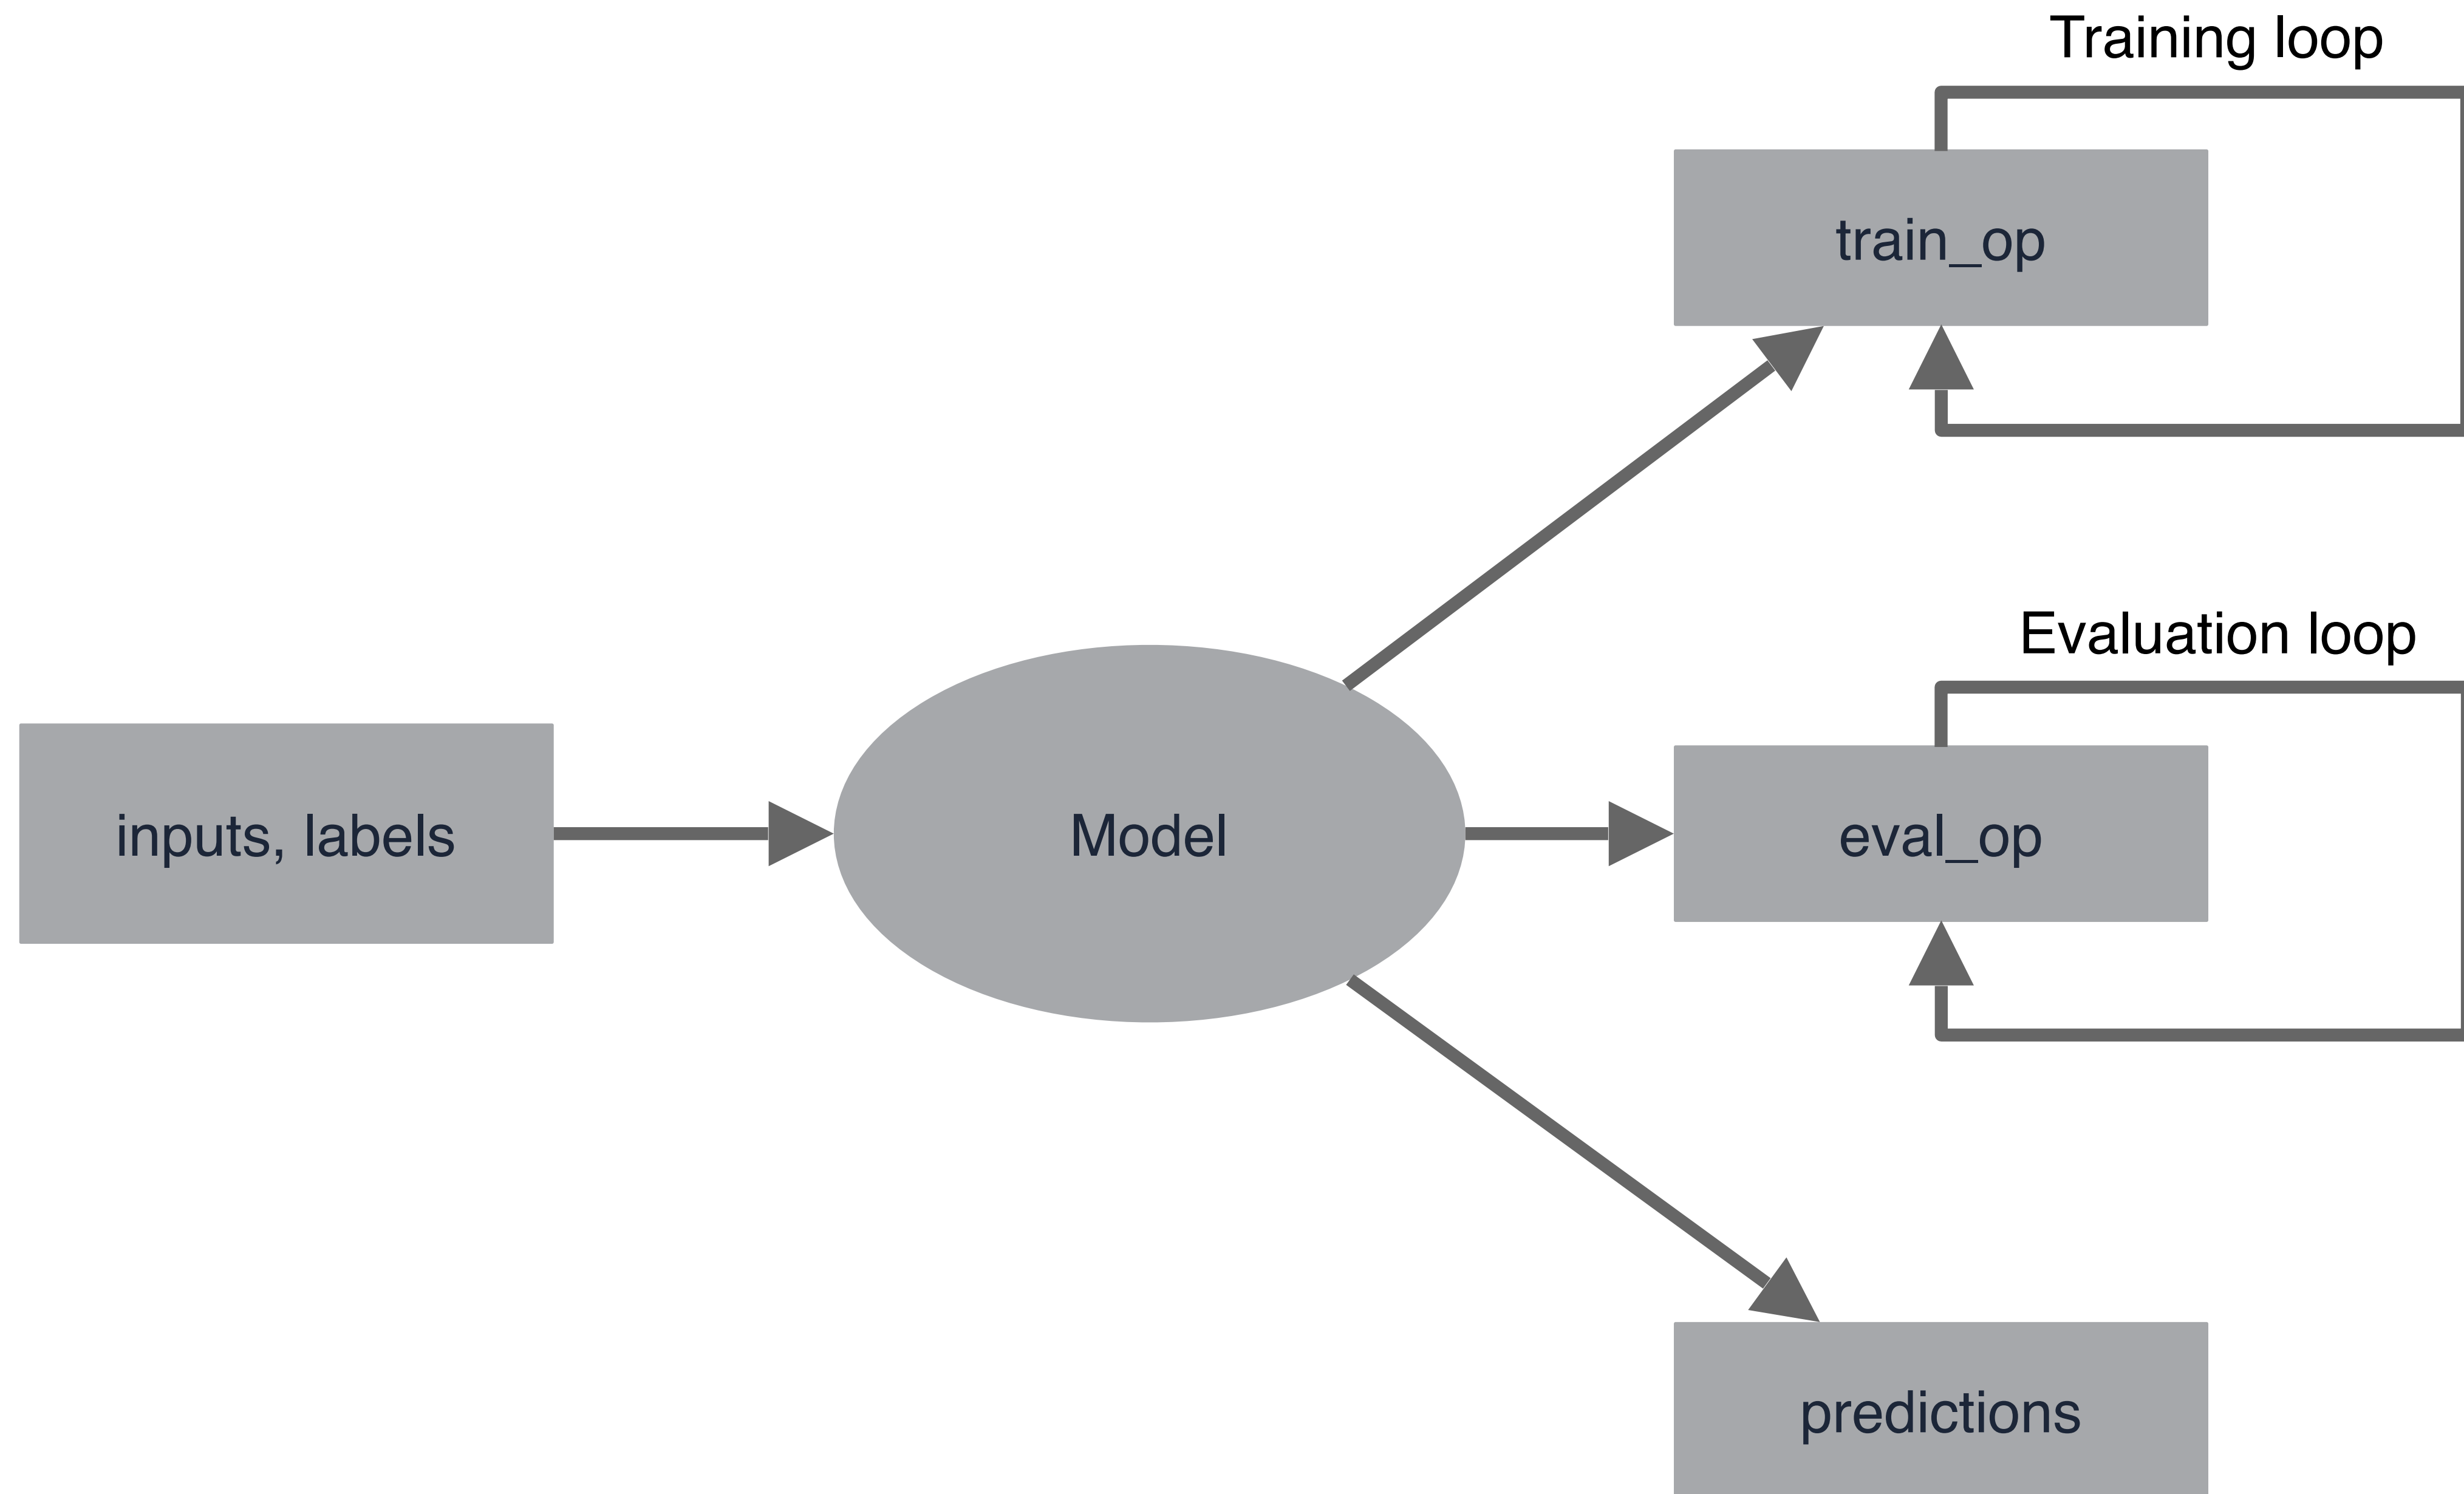 Training loop
train_op
Evaluation loop
inputs, labels
Model
eval_op
predictions